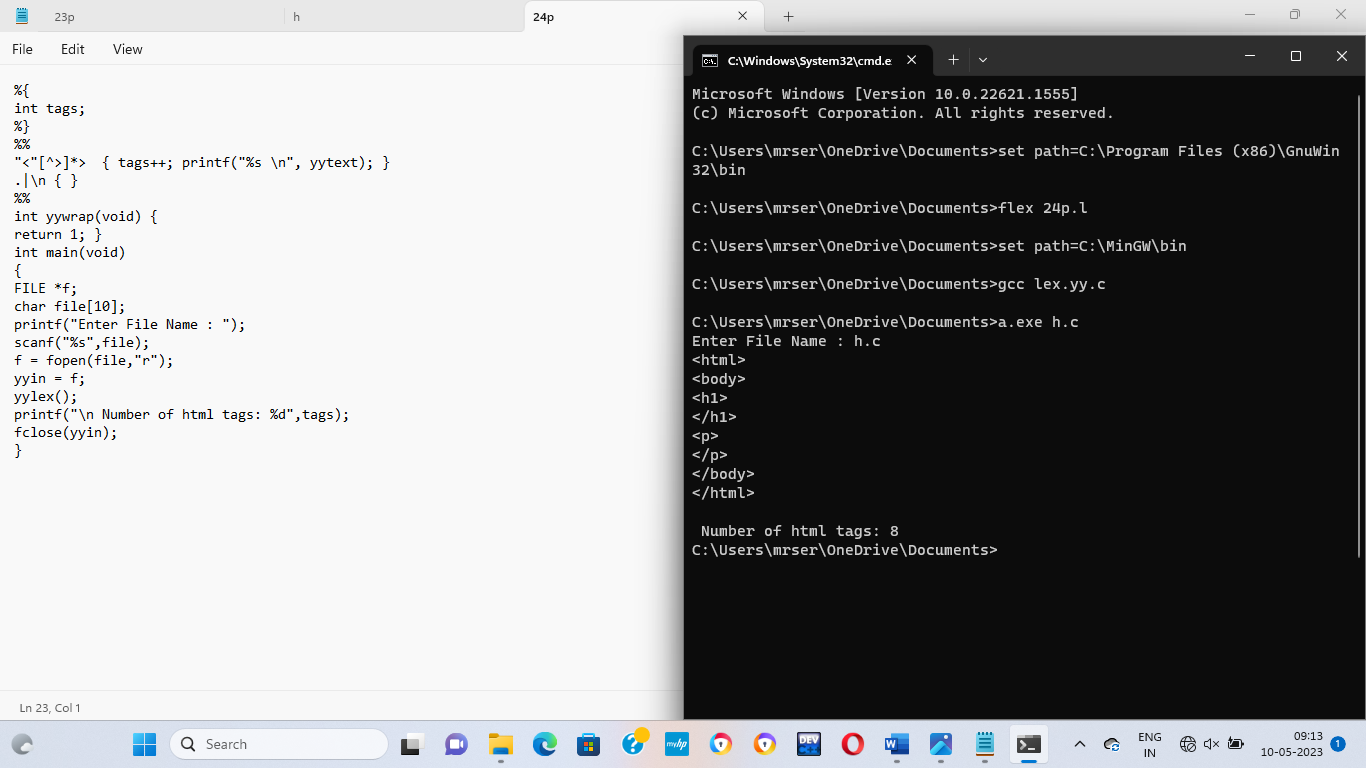 23p
h
24p
File Edit View
%{
int tags;
%}
%%
"<"[^>]*> { tags++; printf("%s \n", yytext); }
.|\n { }
%%
int yywrap(void) {
return 1; }
int main(void)
{
FILE *f;
char file[10];
printf("Enter File Name : ");
scanf("%s",file);
f = fopen(file,"r");
yyin = f;
yylex();
printf("\n Number of html tags: %d",tags);
fclose(yyin);
}
Ln 23, Col 1
C:\Windows\System32\cmd.e
Microsoft Windows [Version 10.0.22621.1555]
(c) Microsoft Corporation. All rights reserved.
C:\Users\mrser\OneDrive\Documents>set path=C:\Program Files (x86)\GnuWin
32\bin
C:\Users\mrser\OneDrive\Documents>flex 24p.l
C:\Users\mrser\OneDrive\Documents>set path=C:\MinGW\bin
C:\Users\mrser\OneDrive\Documents>gcc lex.yy.c
C:\Users\mrser\OneDrive\Documents>a.exe h.c
Enter File Name : h.c
<html>
<body>
<h1>
</h1>
<p>
</p>
</body>
</html>
Number of html tags: 8
C:\Users\mrser\OneDrive\Documents>
Search
myhp
DEV
W
ENG
IN
09:13
10-05-2023
1